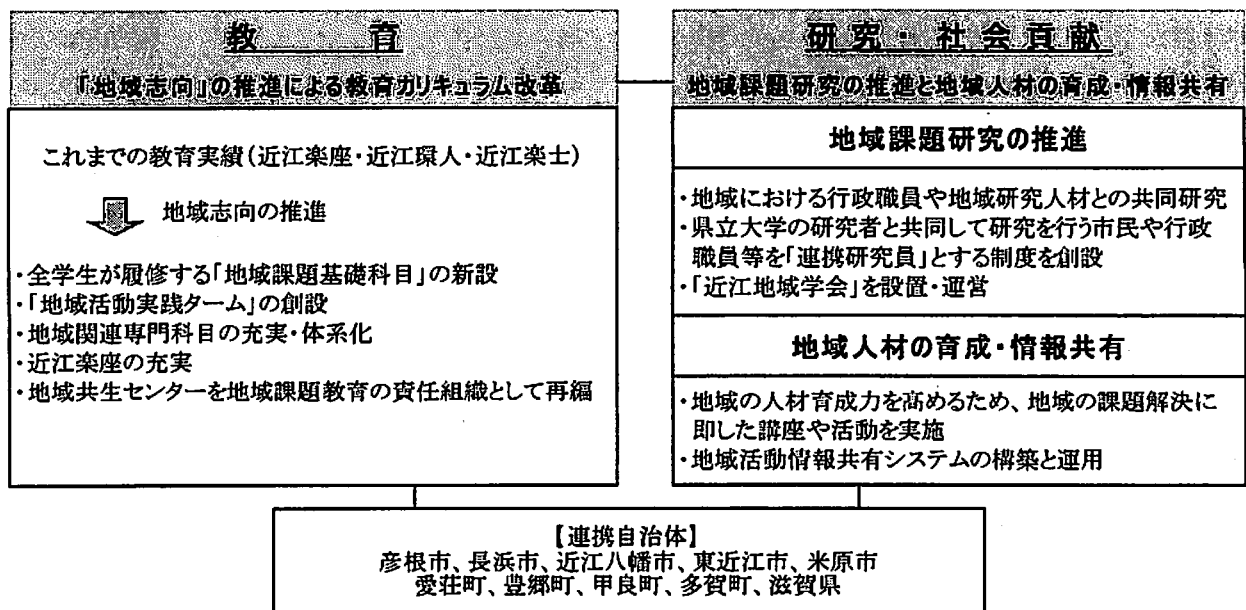 教育
「地域志向」の推進による教育カリキュラム改革
これまでの教育実績(近江楽座・近江環人・近江楽士)
地域志向の推進
・全学生が履修する「地域課題基礎科目」の新設
・「地域活動実践ターム」の創設
・地域関連専門科目の充実・体系化
・近江楽座の充実
・地域共生センターを地域課題教育の責任組織として再編
研究・社会貢献
地域課題研究の推進と地域人材の育成・情報共有
地域課題研究の推進
・地域における行政職員や地域研究人材との共同研究
・県立大学の研究者と共同して研究を行う市民や行政
職員等を「連携研究員」とする制度を創設
・「近江地域学会」を設置・運営
地域人材の育成・情報共有
・地域の人材育成力を高めるため、地域の課題解決に
即した講座や活動を実施
・地域活動情報共有システムの構築と運用
【連携自治体】
彦根市、長浜市、近江八幡市、東近江市、米原市
愛荘町、豊郷町、甲良町、多賀町、滋賀県